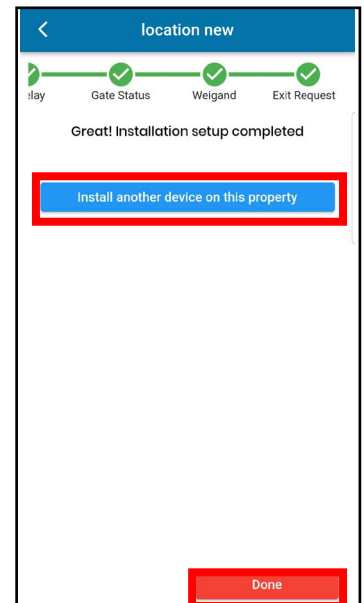 location new
elay Gate Status Weigand Exit Request
Great! Installation setup completed
Install another device on this property
Done